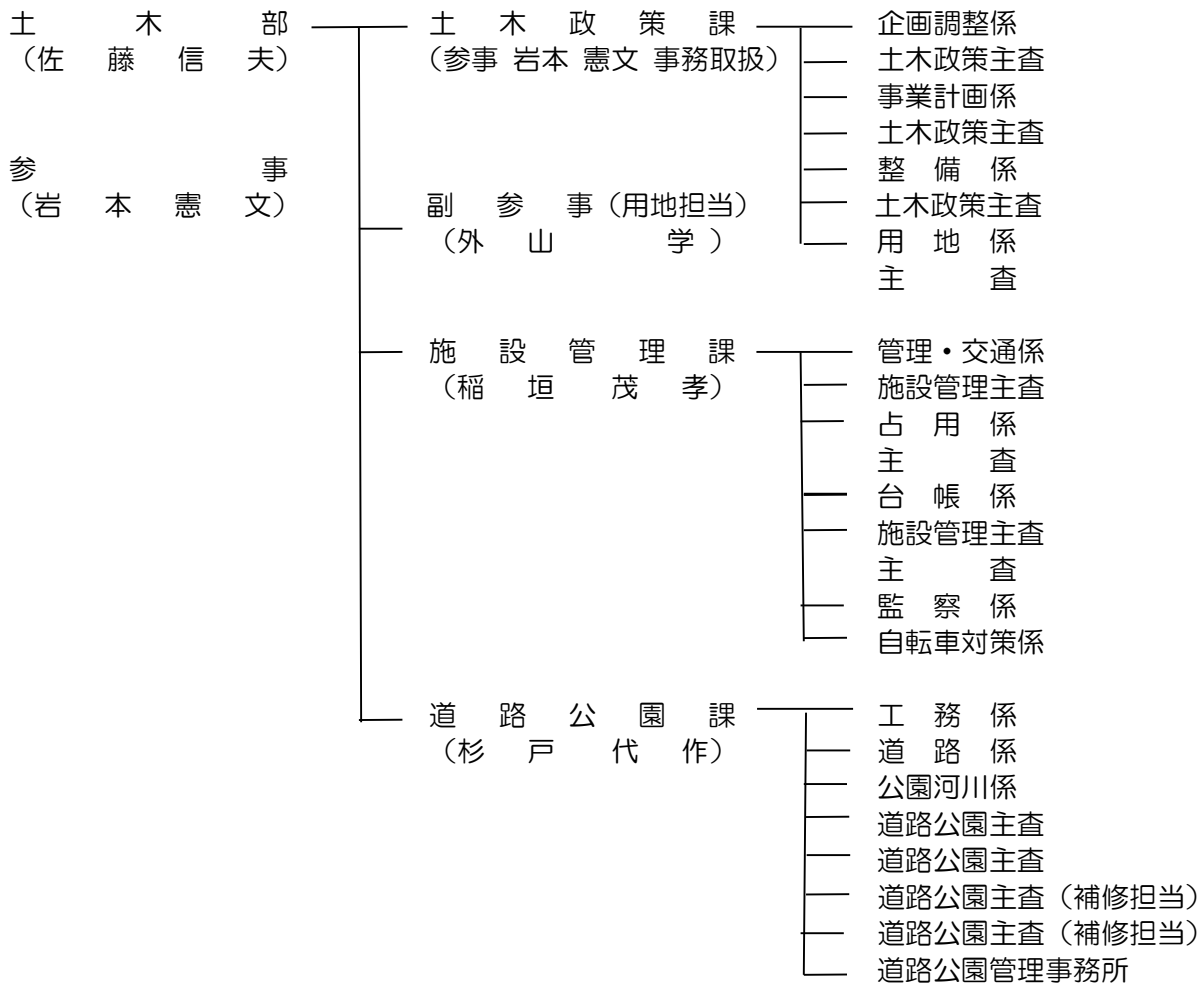 土木部
（佐藤信夫）
参事
（岩本憲文）
土木政策課
（参事 岩本 憲文 事務取扱）
企画調整係
土木政策主査
事業計画係
土木政策主査
整備係
土木政策主査
用地係
主査
副参事（用地担当）
（外山学）
施設管理課
（稲垣茂孝）
管理・交通係
施設管理主査
占用係
主査
台帳係
施設管理主査
主査
監察係
自転車対策係
道路公園課
（杉戸代作）
工務係
道路係
公園河川係
道路公園主査
道路公園主査
道路公園主査（補修担当）
道路公園主査（補修担当）
道路公園管理事務所